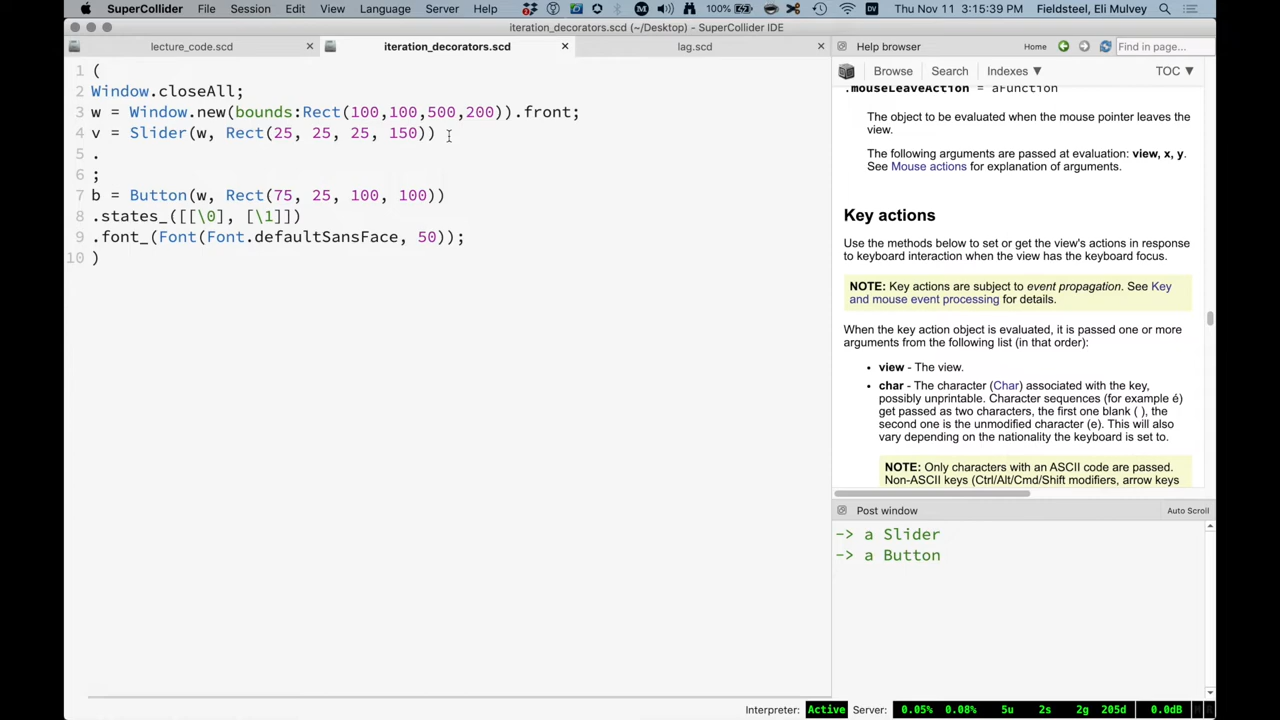 SuperCollider File Session Edit View Language Server Help 100% Thu Nov 11 3:15:39 PM Fieldsteel, Eli Mulvey
iteration_decorators.scd (~/Desktop) - SuperCollider IDE
lecture_code.scd iteration_decorators.scd lag.scd
1 (
2 Window.closeAll;
3 w = Window.new(bounds:Rect(100,100,500,200)).front;
4 v = Slider(w, Rect(25, 25, 25, 150))
5 .
6 ;
7 b = Button(w, Rect(75, 25, 100, 100))
8 .states_([[\0], [\1]])
9 .font_(Font(Font.defaultSansFace, 50));
10 )
Help browser Home Find in page...
Browse Search Indexes ▼ TOC ▼
.mouseLeaveAction = aFunction
The object to be evaluated when the mouse pointer leaves the
view.
The following arguments are passed at evaluation: view, x, y.
See Mouse actions for explanation of arguments.
Key actions
Use the methods below to set or get the view's actions in response
to keyboard interaction when the view has the keyboard focus.
NOTE: Key actions are subject to event propagation. See Key
and mouse event processing for details.
When the key action object is evaluated, it is passed one or more
arguments from the following list (in that order):
• view - The view.
• char - The character (Char) associated with the key,
possibly unprintable. Character sequences (for example é)
get passed as two characters, the first one blank ( ), the
second one is the unmodified character (e). This will also
vary depending on the nationality the keyboard is set to.
NOTE: Only characters with an ASCII code are passed.
Non-ASCII keys (Ctrl/Alt/Cmd/Shift modifiers, arrow keys
Post window Auto Scroll
-> a Slider
-> a Button
Interpreter: Active Server: 0.05% 0.08% 5u 2s 2g 205d 0.0dB M R